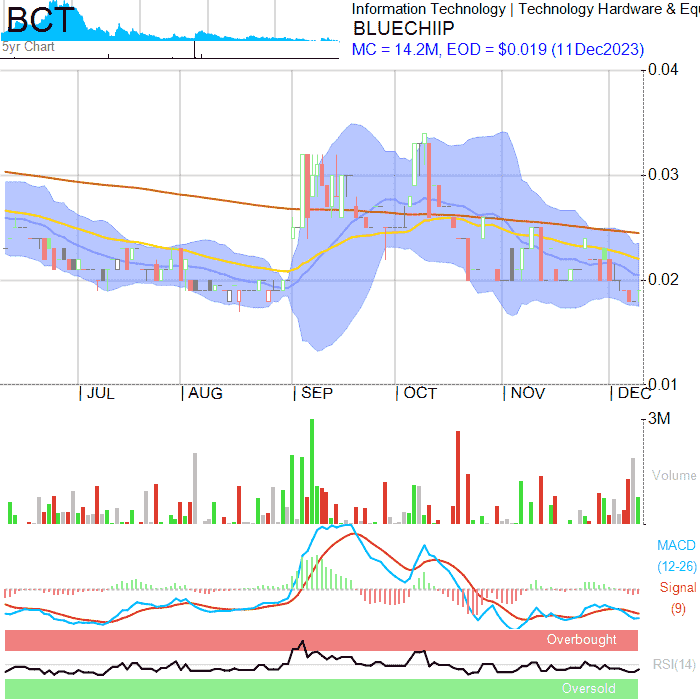 BCT
5yr Chart
Information Technology | Technology Hardware & Equ
BLUECHIIP
MC = 14.2M, EOD = $0.019 (11Dec2023)
0.04
0.03
0.02
0.01
JUL
AUG
SEP
OCT
NOV
DEC
3M
Volume
MACD
(12-26)
Signal
(9)
Overbought
RSI(14)
Oversold